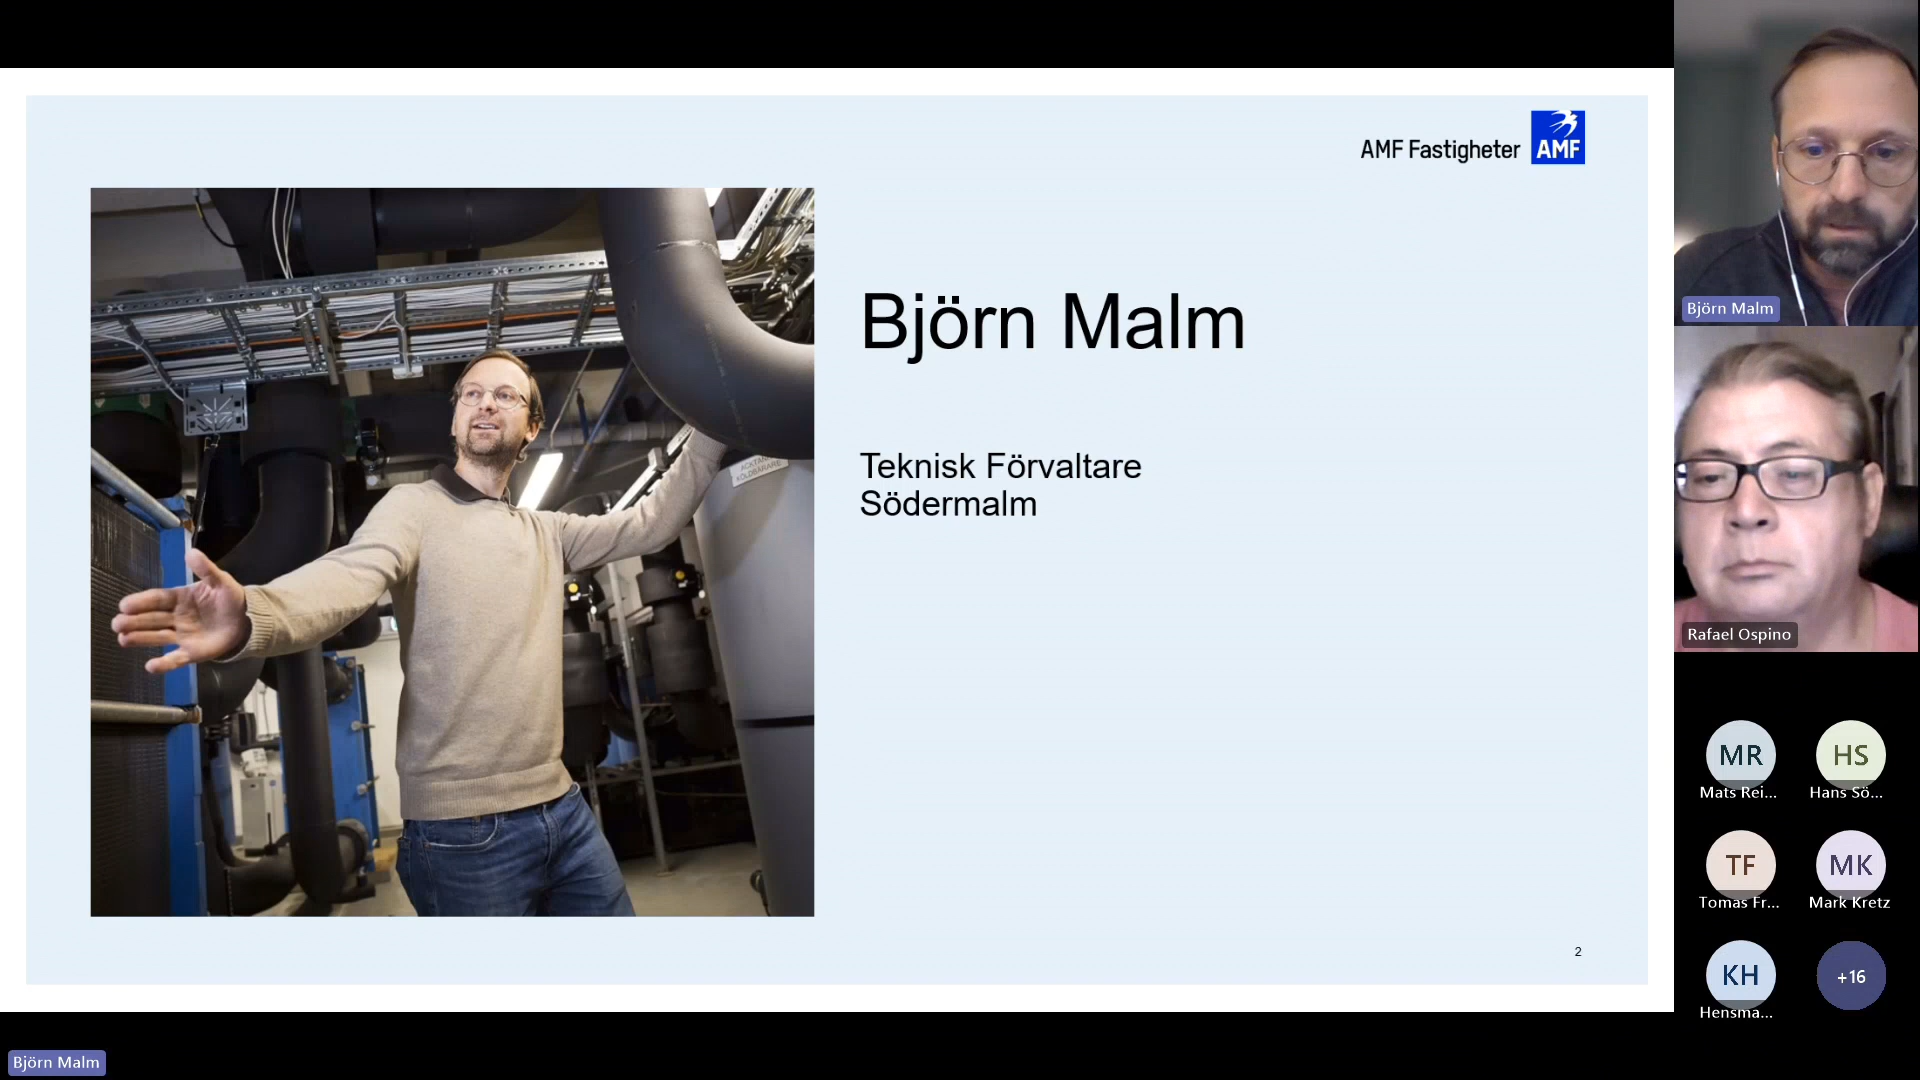 AMF Fastigheter
AMF
Björn Malm
Teknisk Förvaltare
Södermalm
2
Björn Malm
Rafael Ospino
MR
Mats Rei...
HS
Hans Sö...
TF
Tomas Fr...
MK
Mark Kretz
KH
Hensma...
+16
Björn Malm